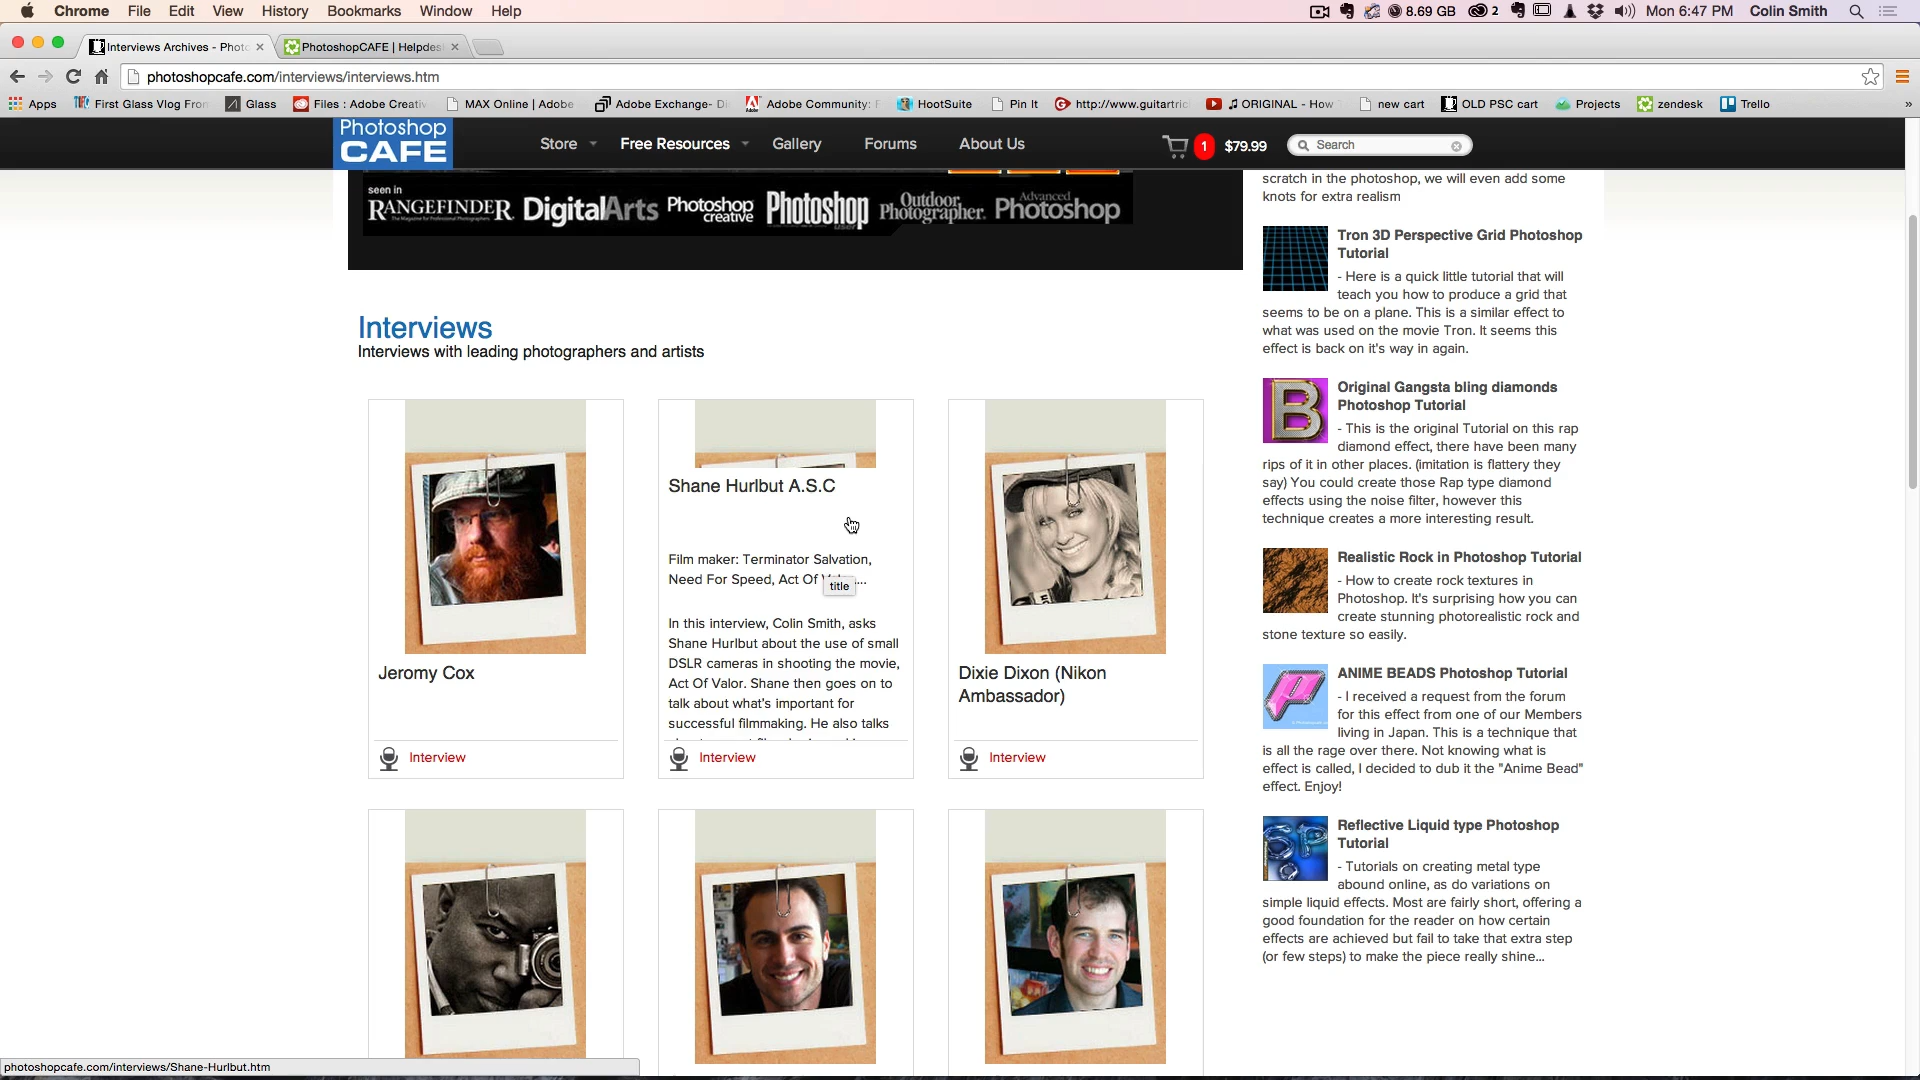 Chrome File Edit View History Bookmarks Window Help 8.69 GB 2 Mon 6:47 PM Colin Smith
Interviews Archives - Phot PhotoshopCAFE | Helpdes
photoshopcafe.com/interviews/interviews.htm
Apps First Glass Vlog Fron Glass Files : Adobe Creativ MAX Online | Adobe Adobe Exchange- Di Adobe Community: HootSuite Pin It http://www.guitartric ORIGINAL - How new cart OLD PSC cart Projects zendesk Trello »
Photoshop
CAFE
Store Free Resources Gallery Forums About Us 1 $79.99 Search
seen in
RANGEFINDER DigitalArts Photoshop creative Photoshop user Outdoor Photographer. Advanced Photoshop
Interviews
Interviews with leading photographers and artists
Jeromy Cox
Interview
Shane Hurlbut A.S.C
Film maker: Terminator Salvation,
Need For Speed, Act Of
title
In this interview, Colin Smith, asks
Shane Hurlbut about the use of small
DSLR cameras in shooting the movie,
Act Of Valor. Shane then goes on to
talk about what's important for
successful filmmaking. He also talks
Interview
Dixie Dixon (Nikon
Ambassador)
Interview
scratch in the photoshop, we will even add some
knots for extra realism
Tron 3D Perspective Grid Photoshop
Tutorial
- Here is a quick little tutorial that will
teach you how to produce a grid that
seems to be on a plane. This is a similar effect to
what was used on the movie Tron. It seems this
effect is back on it's way in again.
Original Gangsta bling diamonds
Photoshop Tutorial
- This is the original Tutorial on this rap
diamond effect, there have been many
rips of it in other places. (imitation is flattery they
say) You could create those Rap type diamond
effects using the noise filter, however this
technique creates a more interesting result.
B
Realistic Rock in Photoshop Tutorial
- How to create rock textures in
Photoshop. It's surprising how you can
create stunning photorealistic rock and
stone texture so easily.
ANIME BEADS Photoshop Tutorial
- I received a request from the forum
for this effect from one of our Members
living in Japan. This is a technique that
is all the rage over there. Not knowing what is
effect is called, I decided to dub it the "Anime Bead"
effect. Enjoy!
Reflective Liquid type Photoshop
Tutorial
- Tutorials on creating metal type
abound online, as do variations on
simple liquid effects. Most are fairly short, offering a
good foundation for the reader on how certain
effects are achieved but fail to take that extra step
(or few steps) to make the piece really shine...
photoshopcafe.com/interviews/Shane-Hurlbut.htm